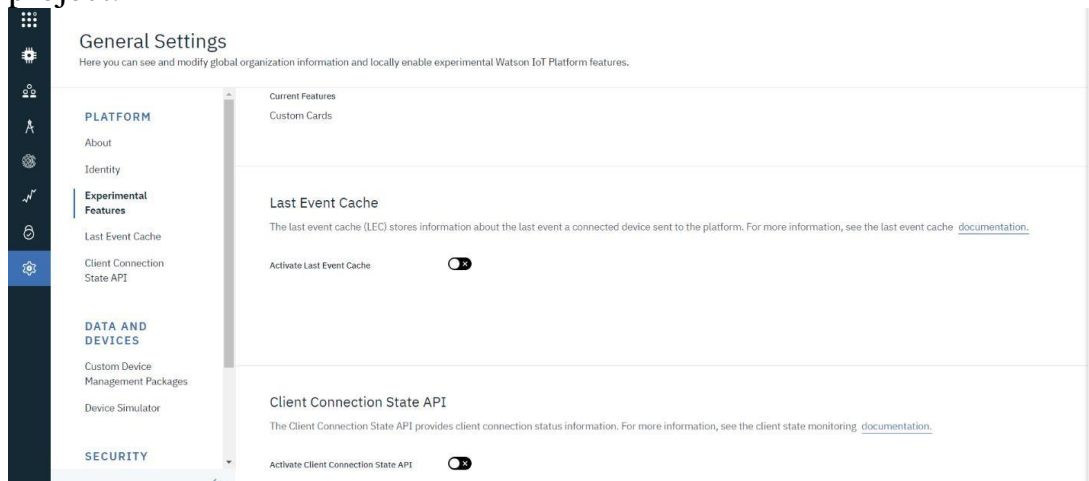 General Settings
Here you can see and modify global organization information and locally enable experimental Watson IoT Platform features.
PLATFORM
About
Identity
Experimental
Features
Last Event Cache
Client Connection
State API
DATA AND
DEVICES
Custom Device
Management Packages
Device Simulator
SECURITY
Current Features
Custom Cards
Last Event Cache
The last event cache (LEC) stores information about the last event a connected device sent to the platform. For more information, see the last event cache documentation.
Activate Last Event Cache
Client Connection State API
The Client Connection State API provides client connection status information. For more information, see the client state monitoring documentation.
Activate Client Connection State API